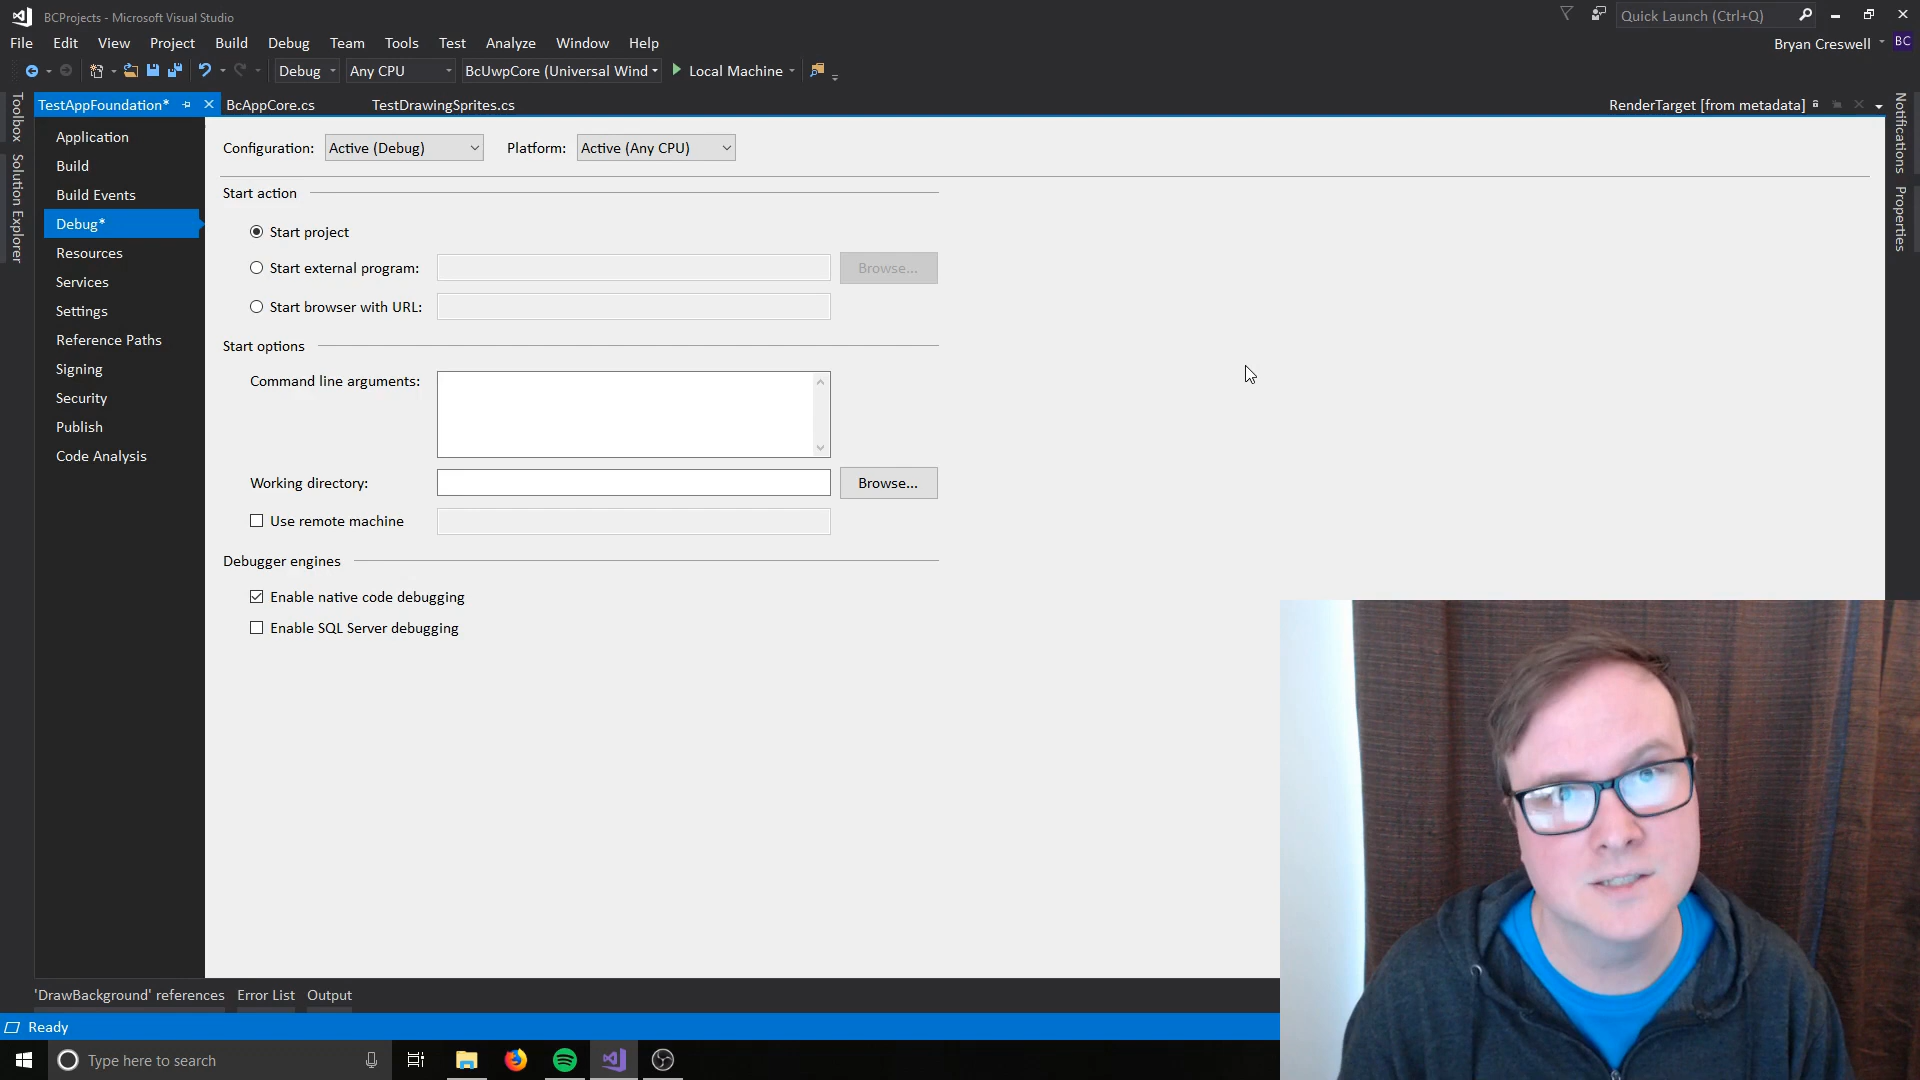 BCProjects - Microsoft Visual Studio
Quick Launch (Ctrl+Q)
File Edit View Project Build Debug Team Tools Test Analyze Window Help
Bryan Creswell BC
Debug Any CPU BcUwpCore (Universal Wind Local Machine
TestAppFoundation* BcAppCore.cs TestDrawingSprites.cs RenderTarget [from metadata]
Toolbox
Solution Explorer
Notifications
Properties
Application
Build
Build Events
Debug*
Resources
Services
Settings
Reference Paths
Signing
Security
Publish
Code Analysis
Configuration: Active (Debug) Platform: Active (Any CPU)
Start action
Start project
Start external program: Browse...
Start browser with URL:
Start options
Command line arguments:
Working directory: Browse...
Use remote machine
Debugger engines
Enable native code debugging
Enable SQL Server debugging
'DrawBackground' references Error List Output
Ready
Type here to search